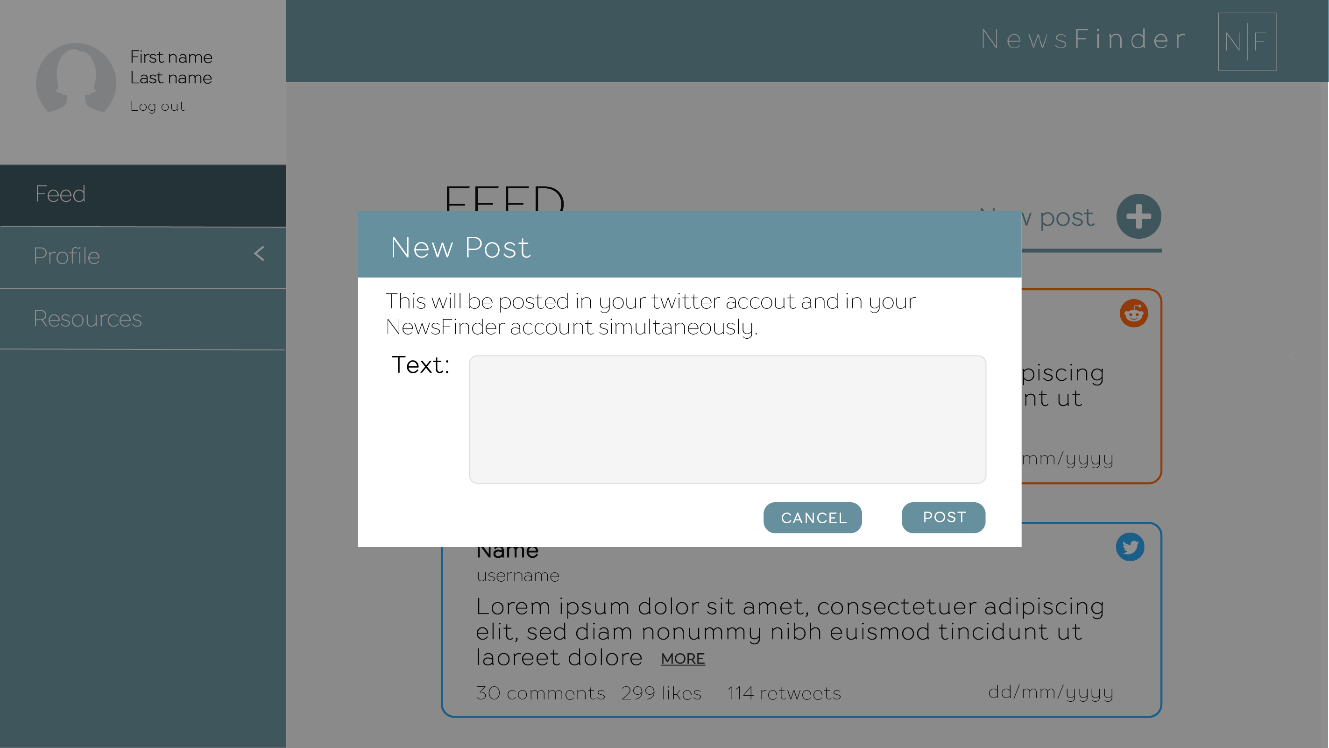 First name
Last name
Log out
NewsFinder
N|F
Feed
Profile
<
Resources
FEED
New post
New Post
This will be posted in your twitter accout and in your
NewsFinder account simultaneously.
Text:
CANCEL
POST
piscing
nt ut
mm/yyyy
Name
username
Lorem ipsum dolor sit amet, consectetuer adipiscing
elit, sed diam nonummy nibh euismod tincidunt ut
laoreet dolore MORE
30 comments 299 likes 114 retweets dd/mm/yyyy